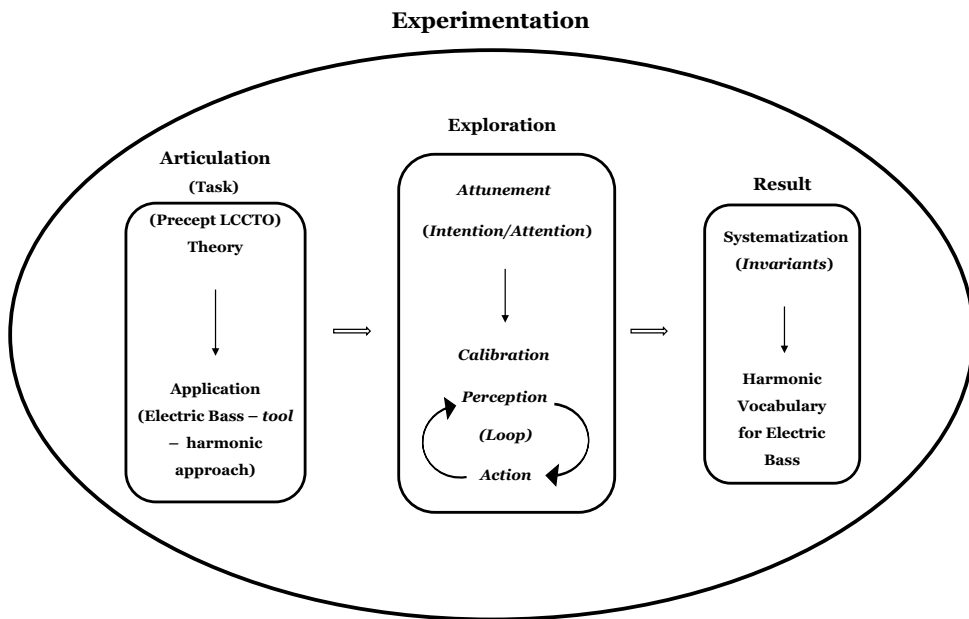 Experimentation
Articulation
(Task)
(Precept LCCTO)
Theory
Application
(Electric Bass – tool
– harmonic
approach)
Exploration
Attunement
(Intention/Attention)
Calibration
Perception
(Loop)
Action
Result
Systematization
(Invariants)
Harmonic
Vocabulary
for Electric
Bass